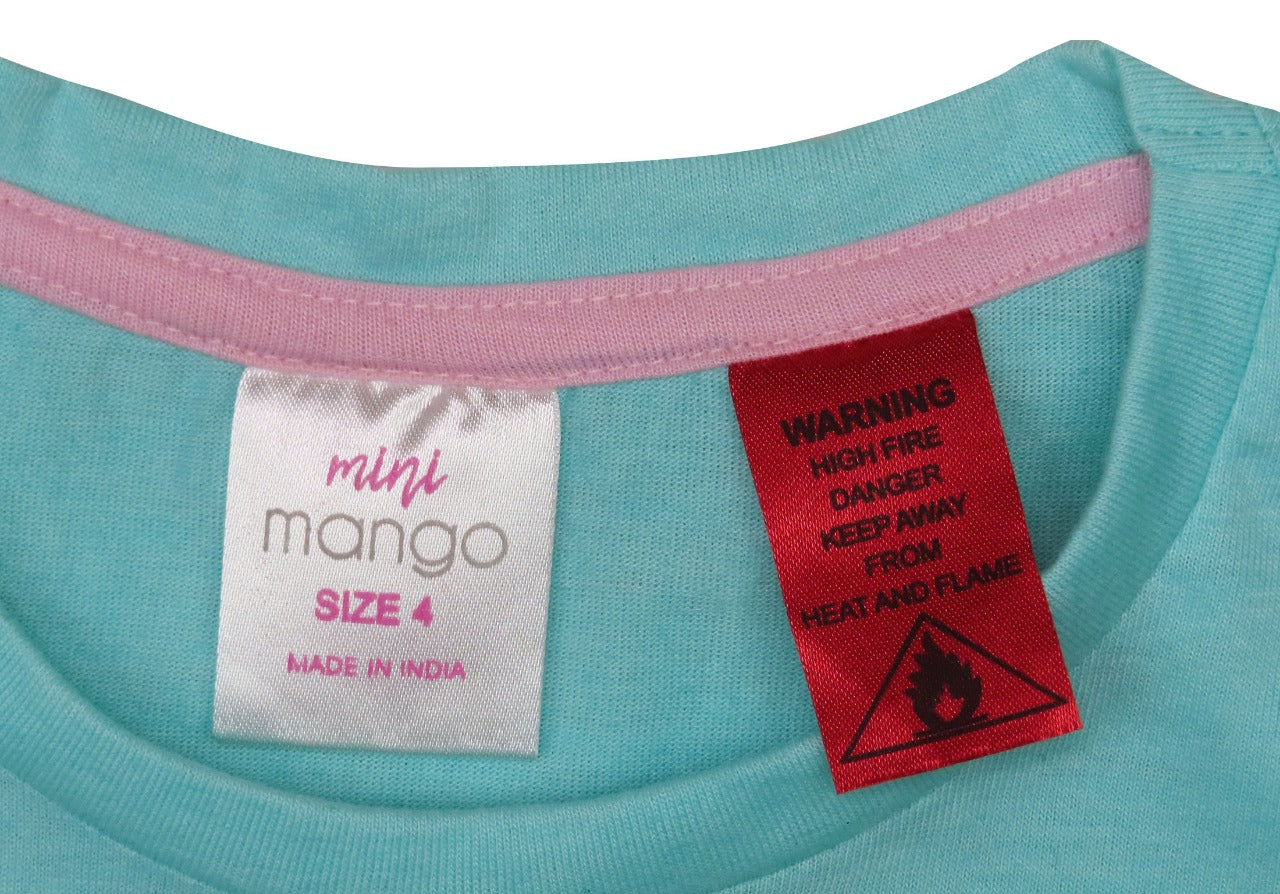 mini
mango
SIZE 4
MADE IN INDIA
WARNING
HIGH FIRE
DANGER
KEEP AWAY
FROM
HEAT AND FLAME